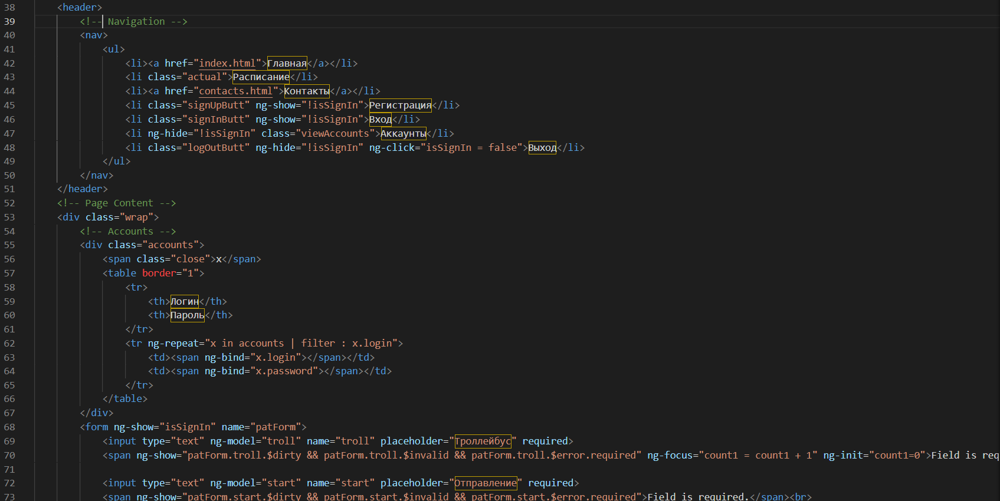 38 <header>
39 <!-- Navigation -->
40 <nav>
41 <ul>
42 <li><a href="index.html">Главная</a></li>
43 <li class="actual">Расписание</li>
44 <li><a href="contacts.html">Контакты</a></li>
45 <li class="signUpButt" ng-show="!isSignIn">Регистрация</li>
46 <li class="signInButt" ng-show="!isSignIn">Вход</li>
47 <li ng-hide="!isSignIn" class="viewAccounts">Аккаунты</li>
48 <li class="logOutButt" ng-hide="!isSignIn" ng-click="isSignIn = false">Выход</li>
49 </ul>
50 </nav>
51 </header>
52 <!-- Page Content -->
53 <div class="wrap">
54 <!-- Accounts -->
55 <div class="accounts">
56 <span class="close">x</span>
57 <table border="1">
58 <tr>
59 <th>Логин</th>
60 <th>Пароль</th>
61 </tr>
62 <tr ng-repeat="x in accounts | filter : x.login">
63 <td><span ng-bind="x.login"></span></td>
64 <td><span ng-bind="x.password"></span></td>
65 </tr>
66 </table>
67 </div>
68 <form ng-show="isSignIn" name="patForm">
69 <input type="text" ng-model="troll" name="troll" placeholder="Троллейбус" required>
70 <span ng-show="patForm.troll.$dirty && patForm.troll.$invalid && patForm.troll.$error.required" ng-focus="count1 = count1 + 1" ng-init="count1=0">Field is req
71
72 <input type="text" ng-model="start" name="start" placeholder="Отправление" required>
73 <span ng-show="patForm.start.$dirty && patForm.start.$invalid && patForm.start.$error.required">Field is required.</span><br>